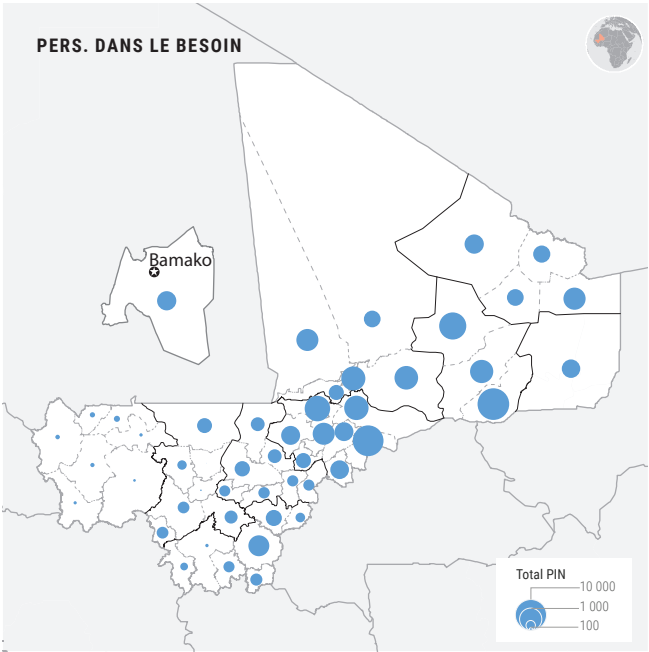 PERS. DANS LE BESOIN
Bamako
Total PIN
10 000
1 000
100